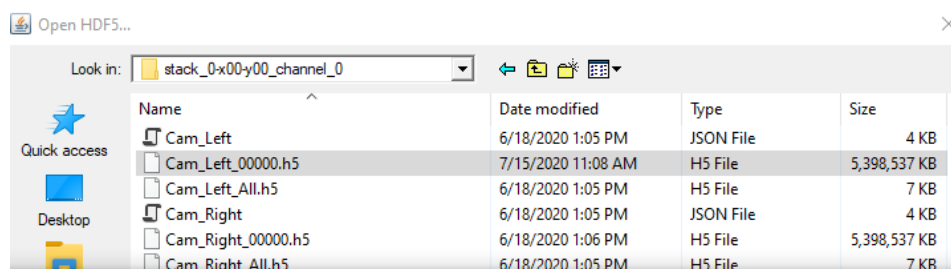 Open HDF5...
Look in: stack_0-x00-y00_channel_0
Name Date modified Type Size
Cam_Left 6/18/2020 1:05 PM JSON File 4 KB
Quick access
Cam_Left_00000.h5 7/15/2020 11:08 AM H5 File 5,398,537 KB
Cam_Left_All.h5 6/18/2020 1:05 PM H5 File 7 KB
Desktop
Cam_Right 6/18/2020 1:05 PM JSON File 4 KB
Cam_Right_00000.h5 6/18/2020 1:06 PM H5 File 5,398,537 KB
Cam_Right_All.h5 6/18/2020 1:05 PM H5 File 7 KB